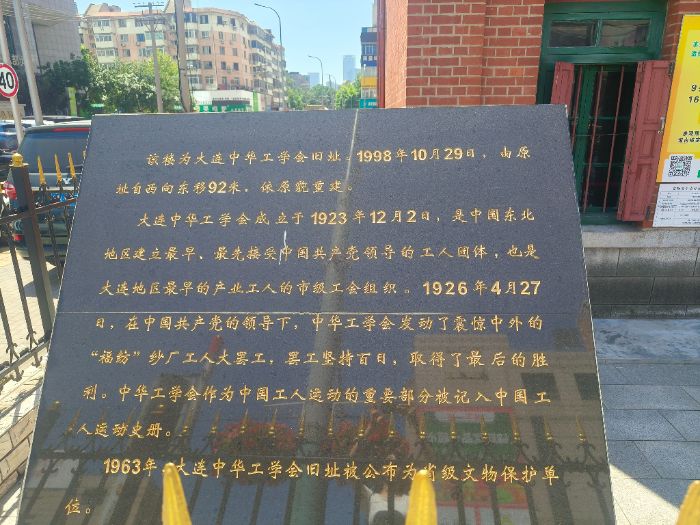 该楼为大连中华工学会旧址。1998年10月29日，由原
址自西向东移92米，依原貌重建。
大连中华工学会成立于1923年12月2日，是中国东北
地区建立最早、最先接受中国共产党领导的工人团体，也是
大连地区最早的产业工人的市级工会组织。1926年4月27
日，在中国共产党的领导下，中华工学会发动了震惊中外的
“福纺”纱厂工人大罢工，罢工坚持百日，取得了最后的胜
利。中华工学会作为中国工人运动的重要部分被记入中国工
人运动史册。
1963年，大连中华工学会旧址被公布为省级文物保护单
位。
40